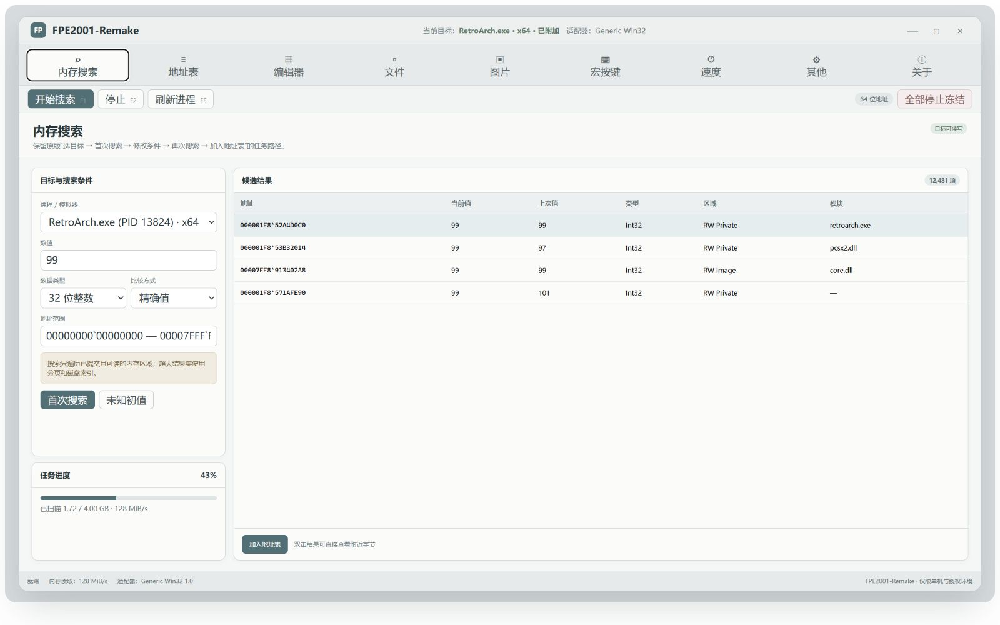 FP FPE2001-Remake 当前目标: RetroArch.exe • x64 • 已附加 适配器: Generic Win32
内存搜索 地址表 编辑器 文件 图片 宏按键 速度 其他 关于
开始搜索 F1 停止 F2 刷新进程 F5 64 位地址 全部停止冻结
内存搜索 目标可读写
保留原版"选目标 → 首次搜索 → 修改条件 → 再次搜索 → 加入地址表"的任务路径。
目标与搜索条件
进程 / 模拟器
RetroArch.exe (PID 13824) · x64
数值
99
数据类型 比较方式
32 位整数 精确值
地址范围
00000000`00000000 — 00007FFF`F
搜索只遍历已提交且可读的内存区域；超大结果集使用
分页和磁盘索引。
首次搜索 未知初值
任务进度 43%
已扫描 1.72 / 4.00 GB · 128 MiB/s
候选结果 12,481 项
地址 当前值 上次值 类型 区域 模块
000001F8`52A4D0C0 99 99 Int32 RW Private retroarch.exe
000001F8`53B32014 99 97 Int32 RW Private pcsx2.dll
00007FF8`913402A8 99 99 Int32 RW Image core.dll
000001F8`571AFE90 99 101 Int32 RW Private —
加入地址表 双击结果可直接查看附近字节
就绪 内存读取: 128 MiB/s 适配器: Generic Win32 1.0 FPE2001-Remake · 仅限单机与授权环境